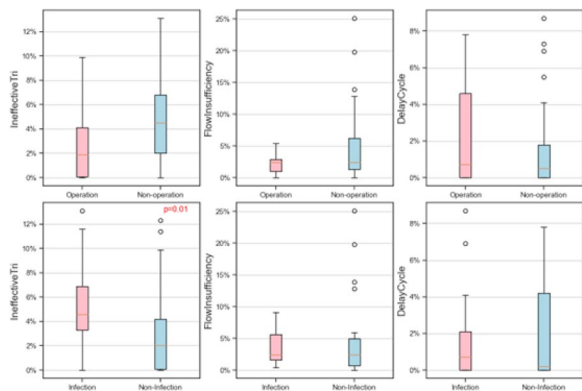 IneffectiveTri
12%
10%
8%
6%
4%
2%
0%
Operation
Non-operation
FlowInsufficiency
25%
20%
15%
10%
5%
0%
Operation
Non-operation
DelayCycle
8%
6%
4%
2%
0%
Operation
Non-operation
IneffectiveTri
12%
10%
8%
6%
4%
2%
0%
p=0.01
Infection
Non-Infection
FlowInsufficiency
25%
20%
15%
10%
5%
0%
Infection
Non-Infection
DelayCycle
8%
6%
4%
2%
0%
Infection
Non-Infection